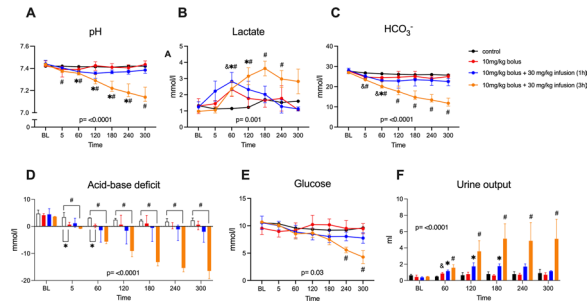 A
pH
7.6
7.4
7.2
7.0
# *# *# *# *# #
p= <0.0001
BL 5 60 120 180 240 300
Time
B
Lactate
mmol/l
A
4
3
2
1
0
&*# *# # # #
p= 0.001
BL 5 60 120 180 240 300
Time
C
HCO3-
mmol/l
40
30
20
10
0
&# &*# # # # #
p= <0.0001
BL 5 60 120 180 240 300
Time
control
10mg/kg bolus
10mg/kg bolus + 30 mg/kg infusion (1h)
10mg/kg bolus + 30 mg/kg infusion (3h)
D
Acid-base deficit
mmol/l
10
0
-10
-20
# # # # # #
* *
p= <0.0001
BL 5 60 120 180 240 300
Time
E
Glucose
mmol/l
15
10
5
0
# #
p= 0.03
BL 5 60 120 180 240 300
Time
F
Urine output
ml
8
6
4
2
0
p= <0.0001
& * # * # * # # #
BL 60 120 180 240 300
Time